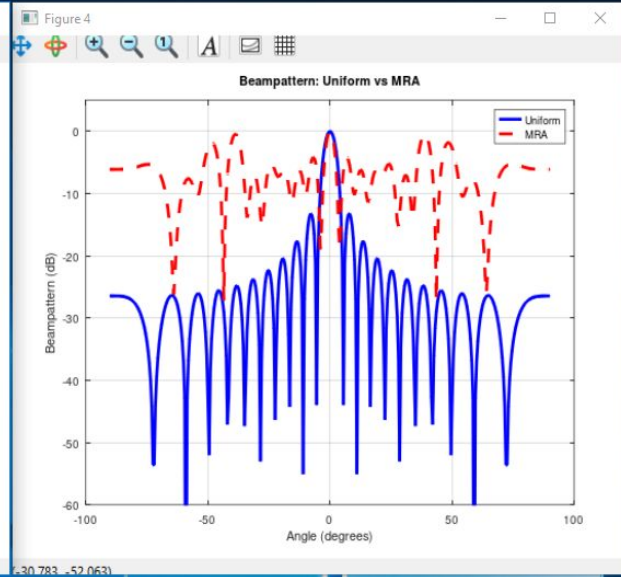 Figure 4
A
Beampattern: Uniform vs MRA
Uniform
MRA
0
-10
-20
-30
-40
-50
-60
Beampattern (dB)
-100
-50
0
50
100
Angle (degrees)
(-30.783, -52.063)